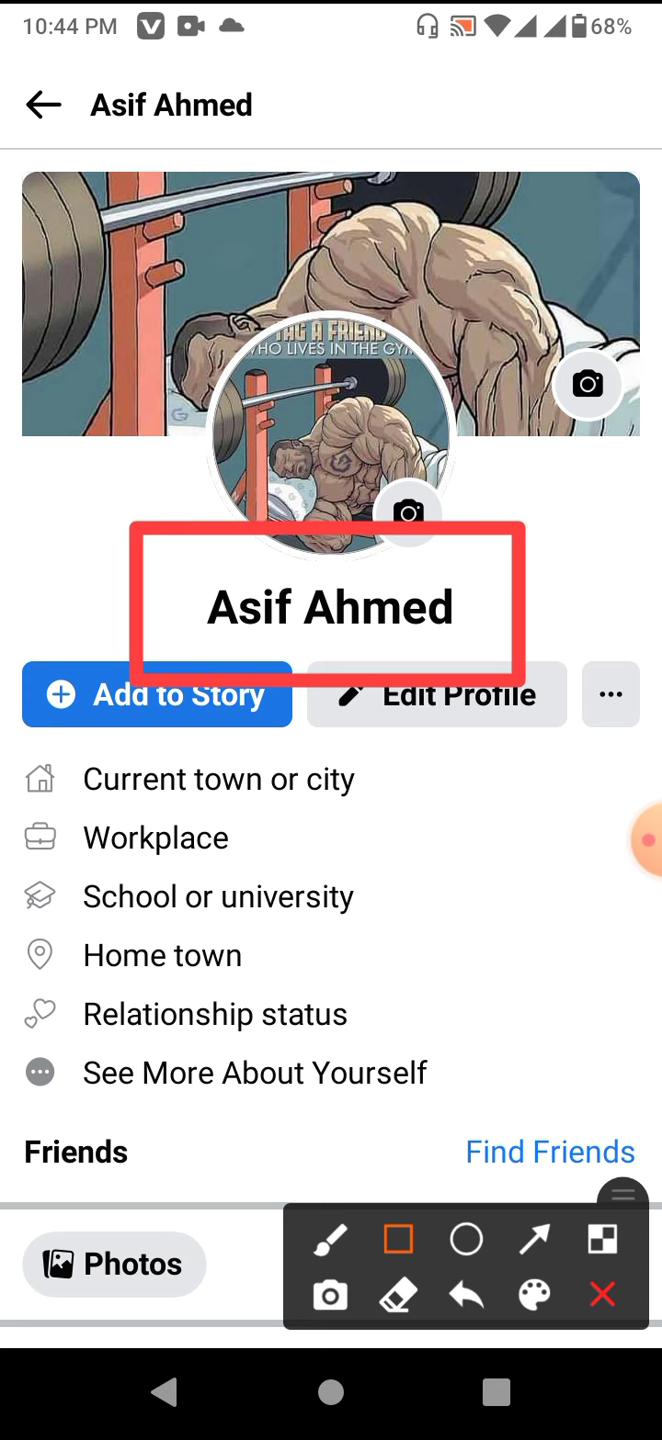 10:44 PM 68%
Asif Ahmed
TAG A FRIEND
WHO LIVES IN THE GYM
Asif Ahmed
Add to Story Edit Profile
Current town or city
Workplace
School or university
Home town
Relationship status
See More About Yourself
Friends Find Friends
Photos